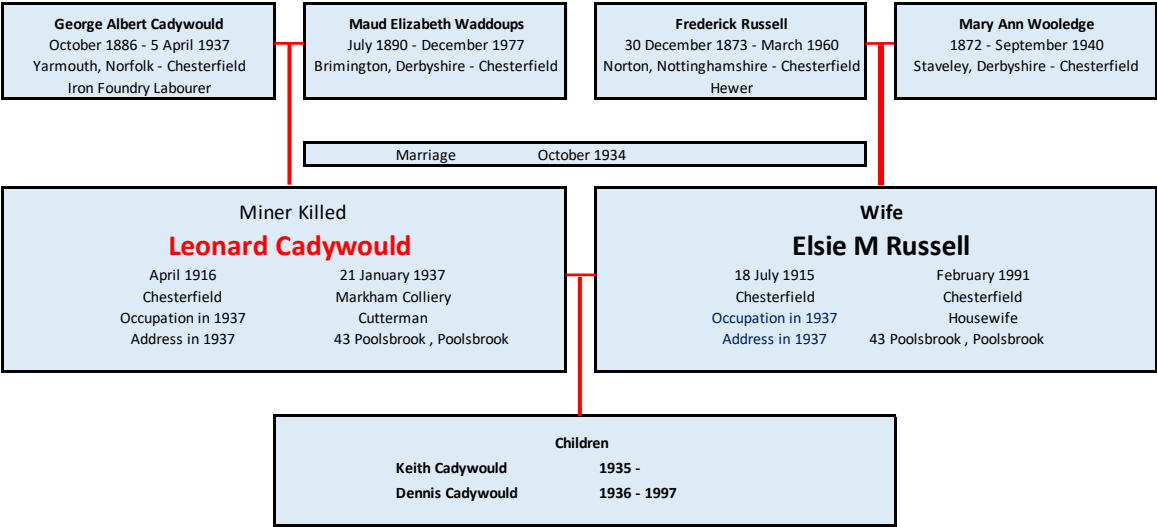 George Albert Cadywould
October 1886 - 5 April 1937
Yarmouth, Norfolk - Chesterfield
Iron Foundry Labourer
Maud Elizabeth Waddoups
July 1890 - December 1977
Brimington, Derbyshire - Chesterfield
Frederick Russell
30 December 1873 - March 1960
Norton, Nottinghamshire - Chesterfield
Hewer
Mary Ann Wooledge
1872 - September 1940
Staveley, Derbyshire - Chesterfield
Marriage October 1934
Miner Killed
Leonard Cadywould
April 1916 21 January 1937
Chesterfield Markham Colliery
Occupation in 1937 Cutterman
Address in 1937 43 Poolsbrook , Poolsbrook
Wife
Elsie M Russell
18 July 1915 February 1991
Chesterfield Chesterfield
Occupation in 1937 Housewife
Address in 1937 43 Poolsbrook , Poolsbrook
Children
Keith Cadywould 1935 -
Dennis Cadywould 1936 - 1997